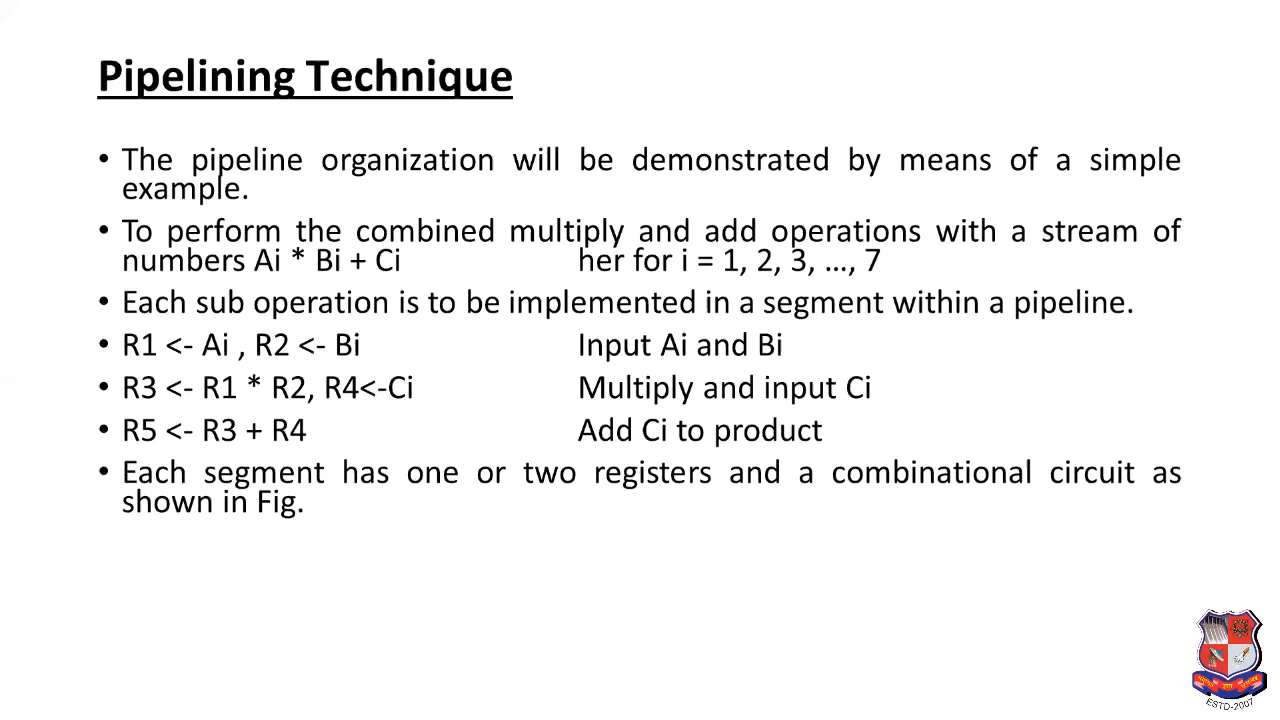 Pipelining Technique
• The pipeline organization will be demonstrated by means of a simple
example.
• To perform the combined multiply and add operations with a stream of
numbers Ai * Bi + Ci her for i = 1, 2, 3, ..., 7
• Each sub operation is to be implemented in a segment within a pipeline.
• R1 <- Ai , R2 <- Bi Input Ai and Bi
• R3 <- R1 * R2, R4<-Ci Multiply and input Ci
• R5 <- R3 + R4 Add Ci to product
• Each segment has one or two registers and a combinational circuit as
shown in Fig.
ESTD-2007